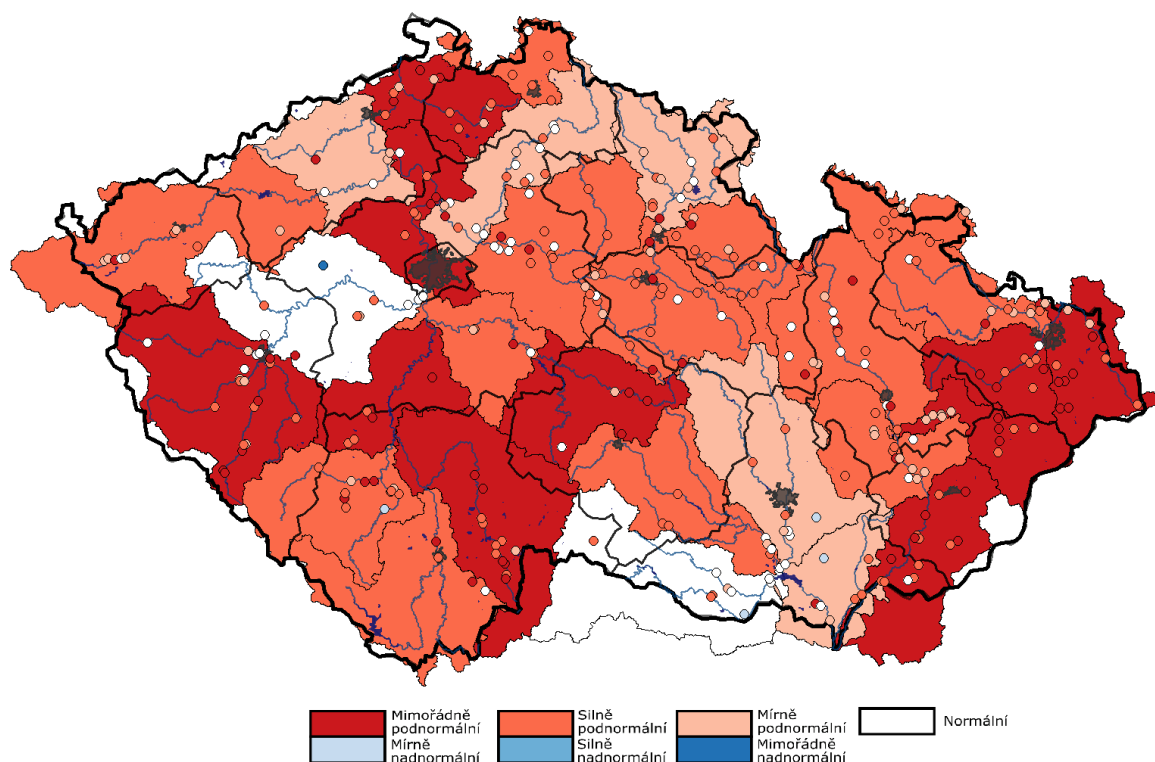 Mimořádně
podnormální
Silně
podnormální
Mírně
podnormální
Normální
Mírně
nadnormální
Silně
nadnormální
Mimořádně
nadnormální